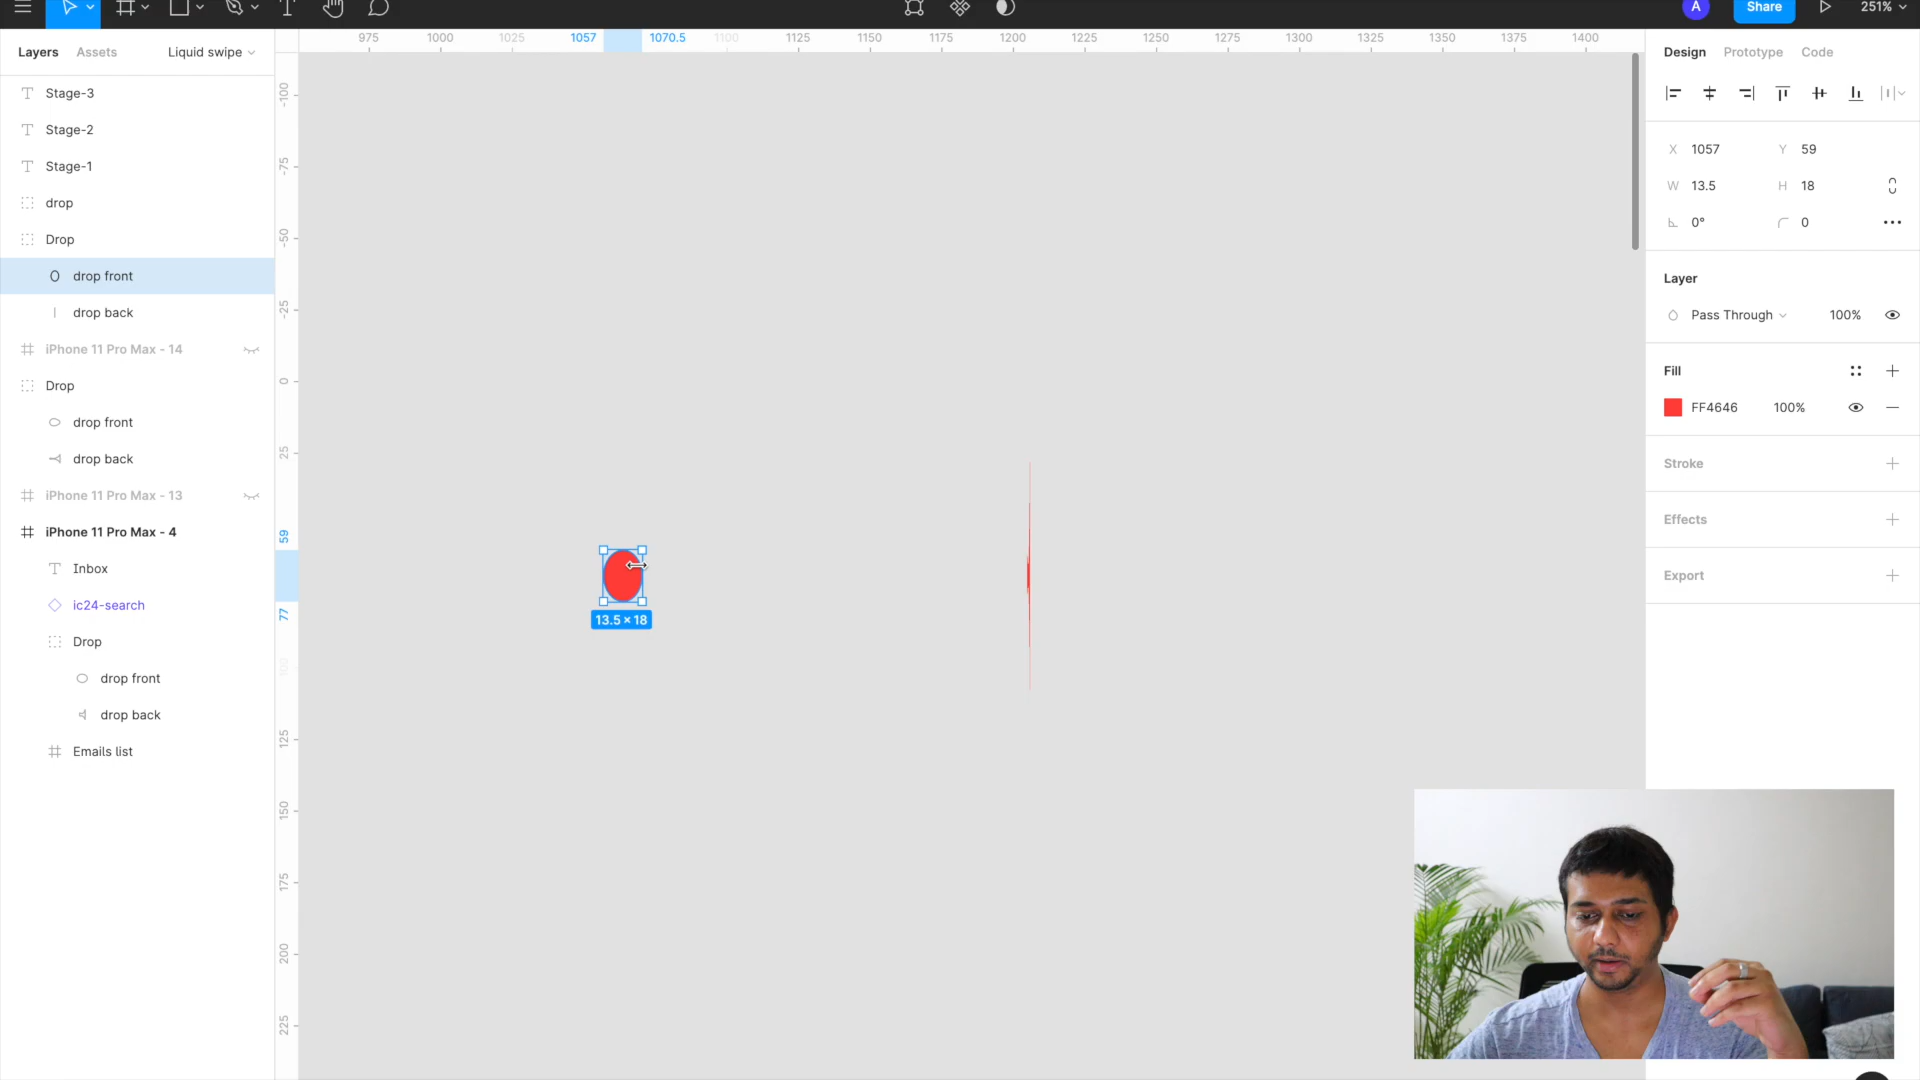 A
Share
251%
Layers
Assets
Liquid swipe
975
1000
1025
1057
1070.5
1100
1125
1150
1175
1200
1225
1250
1275
1300
1325
1350
1375
1400
Design
Prototype
Code
Stage-3
Stage-2
Stage-1
drop
Drop
drop front
drop back
iPhone 11 Pro Max - 14
Drop
drop front
drop back
iPhone 11 Pro Max - 13
iPhone 11 Pro Max - 4
Inbox
ic24-search
Drop
drop front
drop back
Emails list
-100
-75
-50
-25
0
25
59
77
100
125
150
175
200
225
13.5 × 18
X 1057
Y 59
W 13.5
H 18
0°
0
Layer
Pass Through
100%
Fill
FF4646
100%
Stroke
Effects
Export